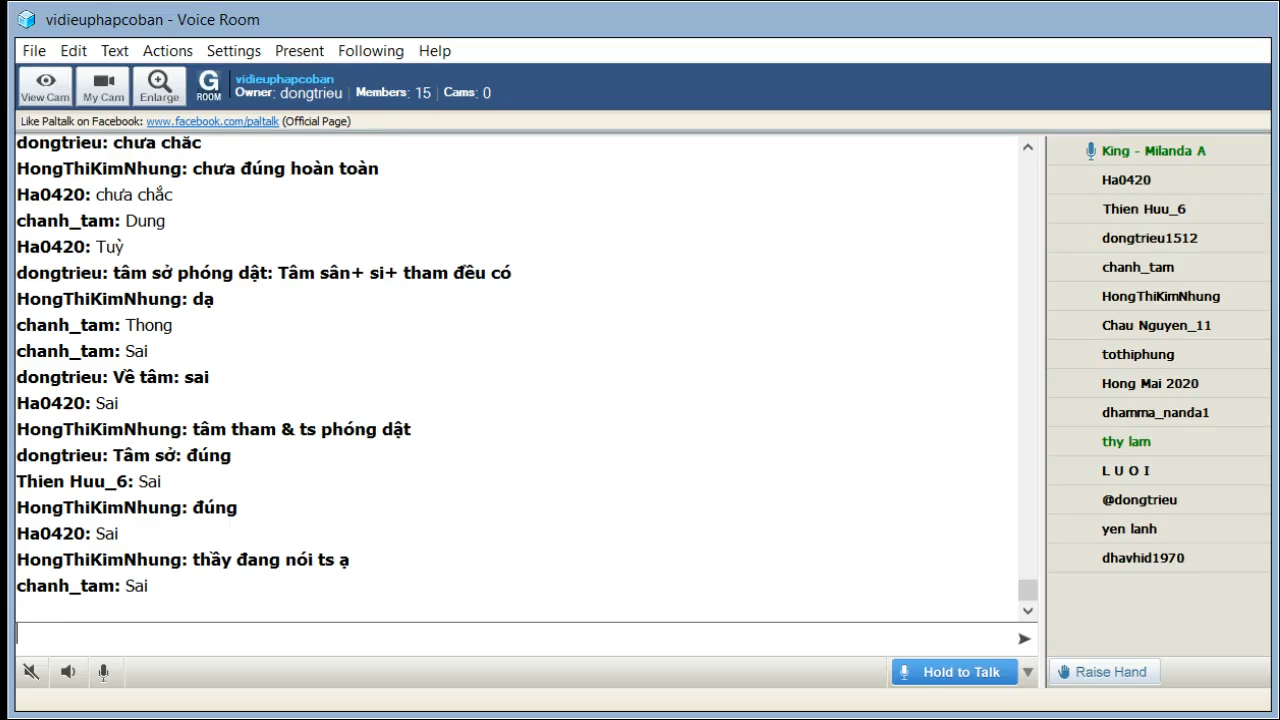 vidieuphapcoban - Voice Room
File Edit Text Actions Settings Present Following Help
View Cam My Cam Enlarge G ROOM
vidieuphapcoban
Owner: dongtrieu Members: 15 Cams: 0
Like Paltalk on Facebook: www.facebook.com/paltalk (Official Page)
dongtrieu: chưa chắc
HongThiKimNhung: chưa đúng hoàn toàn
Ha0420: chưa chắc
chanh_tam: Dung
Ha0420: Tuỳ
dongtrieu: tâm sở phóng dật: Tâm sân+ si+ tham đều có
HongThiKimNhung: dạ
chanh_tam: Thong
chanh_tam: Sai
dongtrieu: Về tâm: sai
Ha0420: Sai
HongThiKimNhung: tâm tham & ts phóng dật
dongtrieu: Tâm sở: đúng
Thien Huu_6: Sai
HongThiKimNhung: đúng
Ha0420: Sai
HongThiKimNhung: thầy đang nói ts ạ
chanh_tam: Sai
Hold to Talk
King - Milanda A
Ha0420
Thien Huu_6
dongtrieu1512
chanh_tam
HongThiKimNhung
Chau Nguyen_11
tothiphung
Hong Mai 2020
dhamma_nanda1
thy lam
L U O I
@dongtrieu
yen lanh
dhavhid1970
Raise Hand